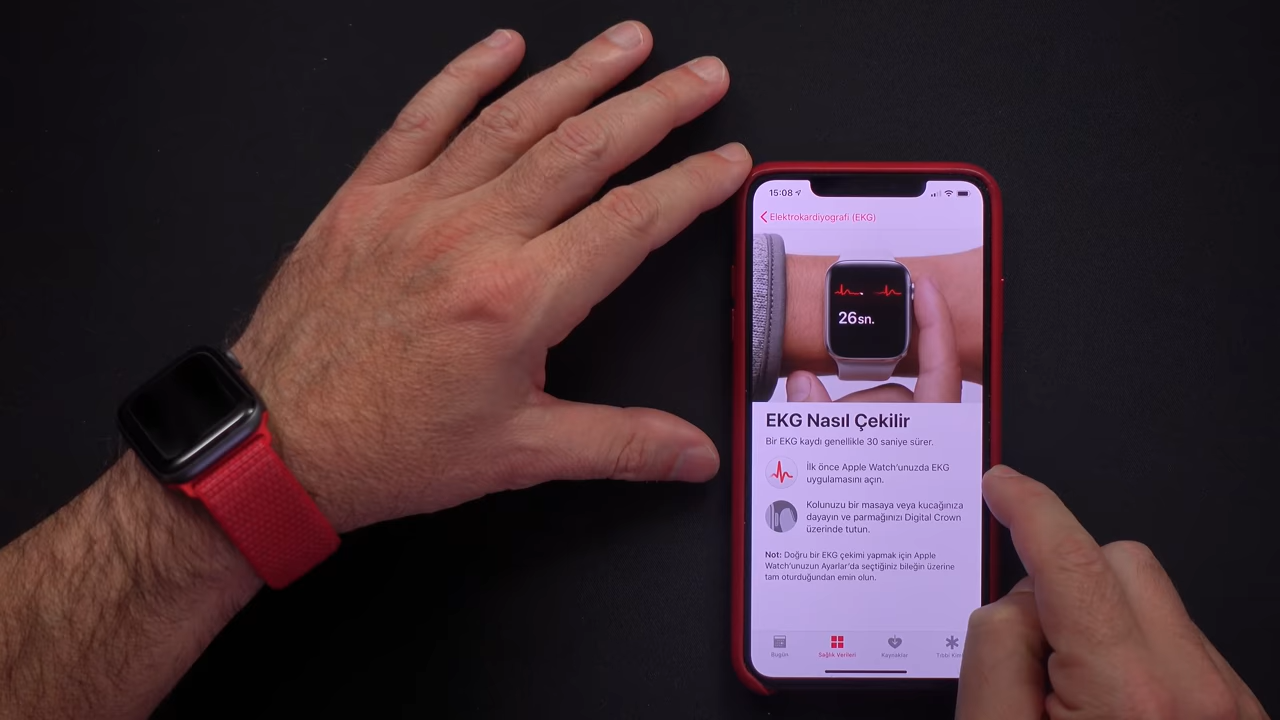 15:08
Elektrokardiyografi (EKG)
26sn.
EKG Nasıl Çekilir
Bir EKG kaydı genellikle 30 saniye sürer.
İlk önce Apple Watch'unuzda EKG
uygulamasını açın.
Kolunuzu bir masaya veya kucağınıza
dayayın ve parmağınızı Digital Crown
üzerinde tutun.
Not: Doğru bir EKG çekimi yapmak için Apple
Watch'unuzun Ayarlar'da seçtiğiniz bileğin üzerine
tam oturduğundan emin olun.
Bugün Sağlık Verileri Kaynaklar Tıbbi